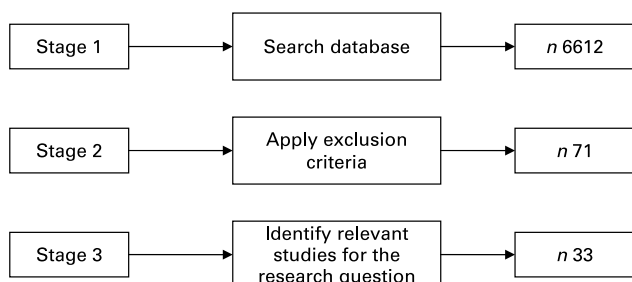 Stage 1
Search database
n 6612
Stage 2
Apply exclusion
criteria
n 71
Stage 3
Identify relevant
studies for the
research question
n 33